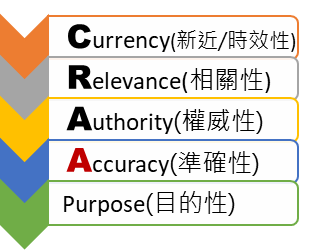 Currency(新近/時效性)
Relevance(相關性)
Authority(權威性)
Accuracy(準確性)
Purpose(目的性)